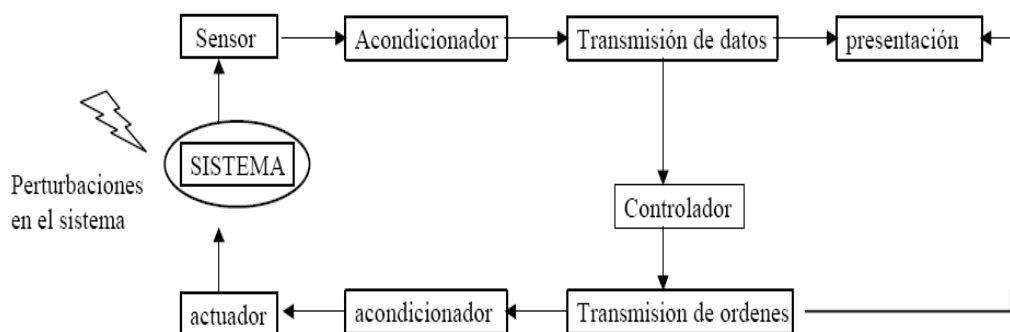 Sensor
Acondicionador
Transmisión de datos
presentación
SISTEMA
Perturbaciones
en el sistema
Controlador
actuador
acondicionador
Transmision de ordenes